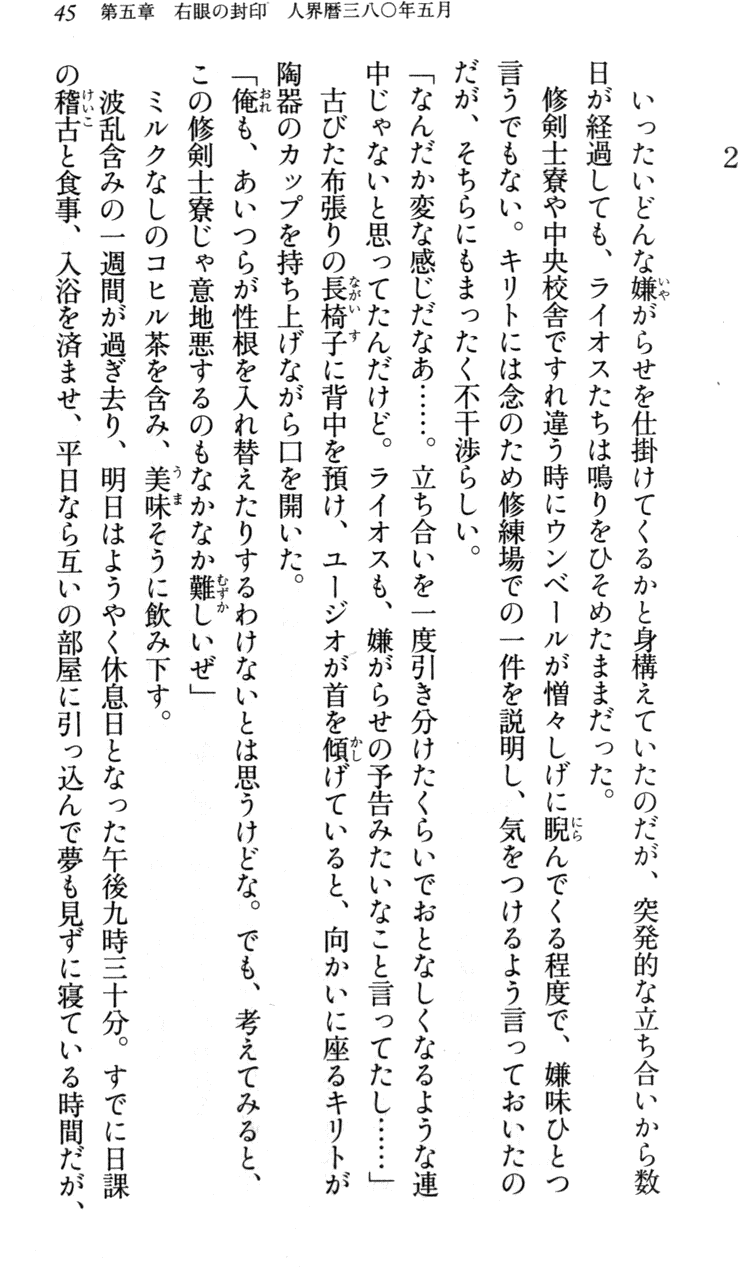 45 第五章 右眼の封印 人界暦三八〇年五月
2
いったいどんな嫌がらせを仕掛けてくるかと身構えていたのだが、突発的な立ち合いから数
日が経過しても、ライオスたちは鳴りをひそめたままだった。
修剣士寮や中央校舎ですれ違う時にウンベールが憎々しげに睨んでくる程度で、嫌味ひとつ
言うでもない。キリトには念のため修練場での一件を説明し、気をつけるよう言っておいたの
だが、そちらにもまったく不干渉らしい。
「なんだか変な感じだなあ……。立ち合いを一度引き分けたくらいでおとなしくなるような連
中じゃないと思ってたんだけど。ライオスも、嫌がらせの予告みたいなこと言ってたし……」
古びた布張りの長椅子に背中を預け、ユージオが首を傾げていると、向かいに座るキリトが
陶器のカップを持ち上げながら口を開いた。
「俺も、あいつらが性根を入れ替えたりするわけないとは思うけどな。でも、考えてみると、
この修剣士寮じゃ意地悪するのもなかなか難しいぜ」
ミルクなしのコヒル茶を含み、美味そうに飲み下す。
波乱含みの一週間が過ぎ去り、明日はようやく休息日となった午後九時三十分。すでに日課
の稽古と食事、入浴を済ませ、平日なら互いの部屋に引っ込んで夢も見ずに寝ている時間だが、